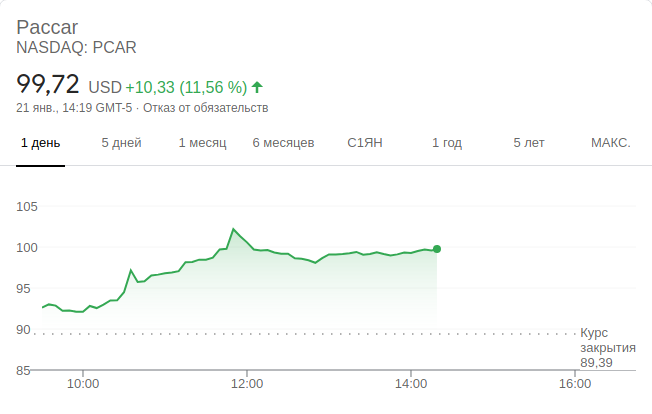 Paccar
NASDAQ: PCAR
99,72 USD +10,33 (11,56 %)
21 янв., 14:19 GMT-5 · Отказ от обязательств
1 день 5 дней 1 месяц 6 месяцев С1ЯН 1 год 5 лет МАКС.
105
100
95
90
Курс
закрытия
89,39
85
10:00 12:00 14:00 16:00